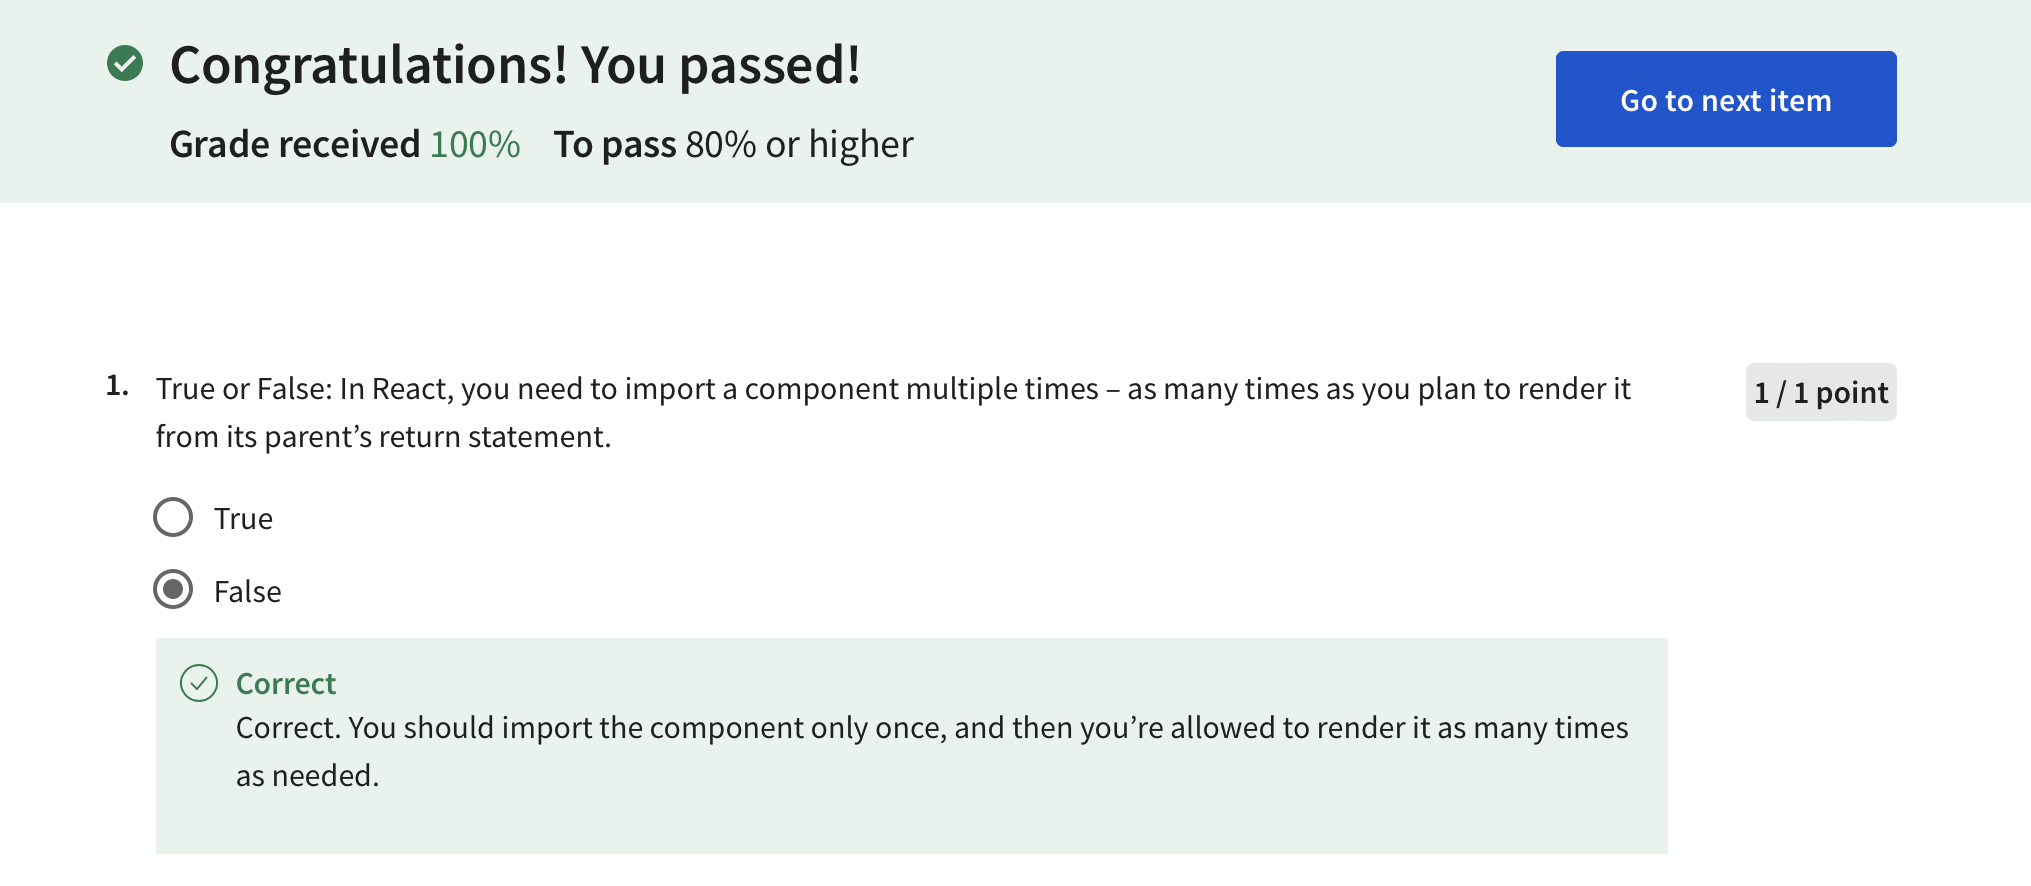 Congratulations! You passed!
Go to next item
Grade received 100% To pass 80% or higher
1. True or False: In React, you need to import a component multiple times – as many times as you plan to render it
from its parent’s return statement.
1 / 1 point
True
False
Correct
Correct. You should import the component only once, and then you’re allowed to render it as many times
as needed.